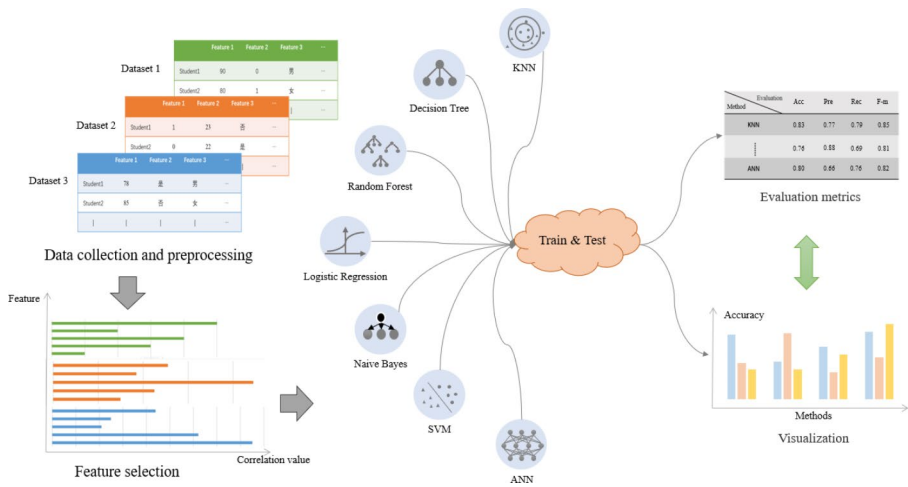 Dataset 1
Feature 1 Feature 2 Feature 3 ...
Student1 90 0 男 ...
Student2 60 1 女 ...
Dataset 2
Feature 1 Feature 2 Feature 3 ...
Student1 1 23 否 ...
Student2 0 22 是 ...
Dataset 3
Feature 1 Feature 2 Feature 3 ...
Student1 78 是 男 ...
Student2 85 否 女 ...
Data collection and preprocessing
Feature
Correlation value
Feature selection
KNN
Decision Tree
Random Forest
Logistic Regression
Naive Bayes
SVM
ANN
Train & Test
Evaluation
Method Acc Pre Rec F-m
KNN 0.83 0.77 0.79 0.85
0.76 0.88 0.69 0.81
ANN 0.80 0.66 0.76 0.82
Evaluation metrics
Accuracy
Methods
Visualization